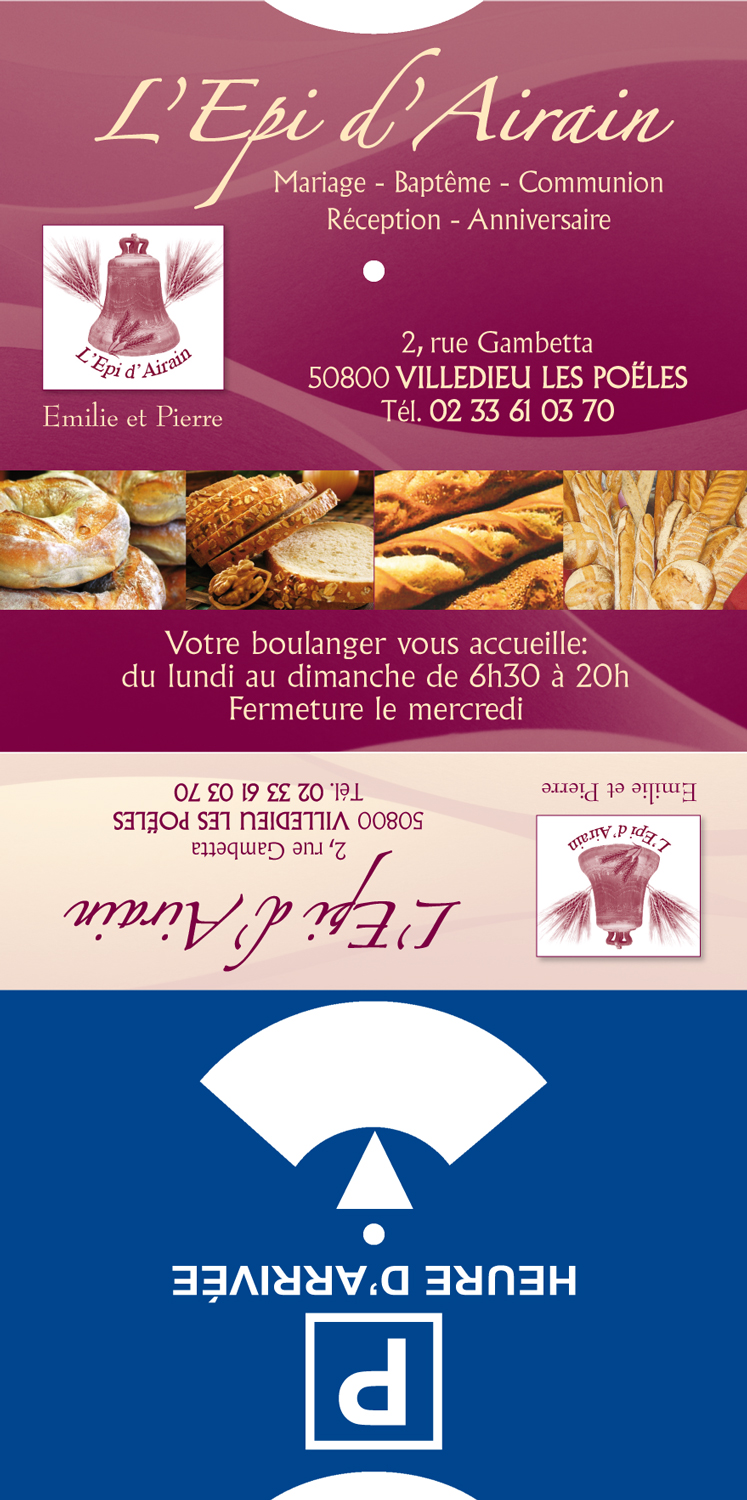 L'Epi d'Airain
Mariage - Baptême - Communion
Réception - Anniversaire
L'Epi d'Airain
Emilie et Pierre
2, rue Gambetta
50800 VILLEDIEU LES POËLES
Tél. 02 33 61 03 70
Votre boulanger vous accueille:
du lundi au dimanche de 6h30 à 20h
Fermeture le mercredi
P
HEURE D'ARRIVÉE
L'Epi d'Airain
Emilie et Pierre
L'Epi d'Airain
2, rue Gambetta
50800 VILLEDIEU LES POËLES
Tél. 02 33 61 03 70